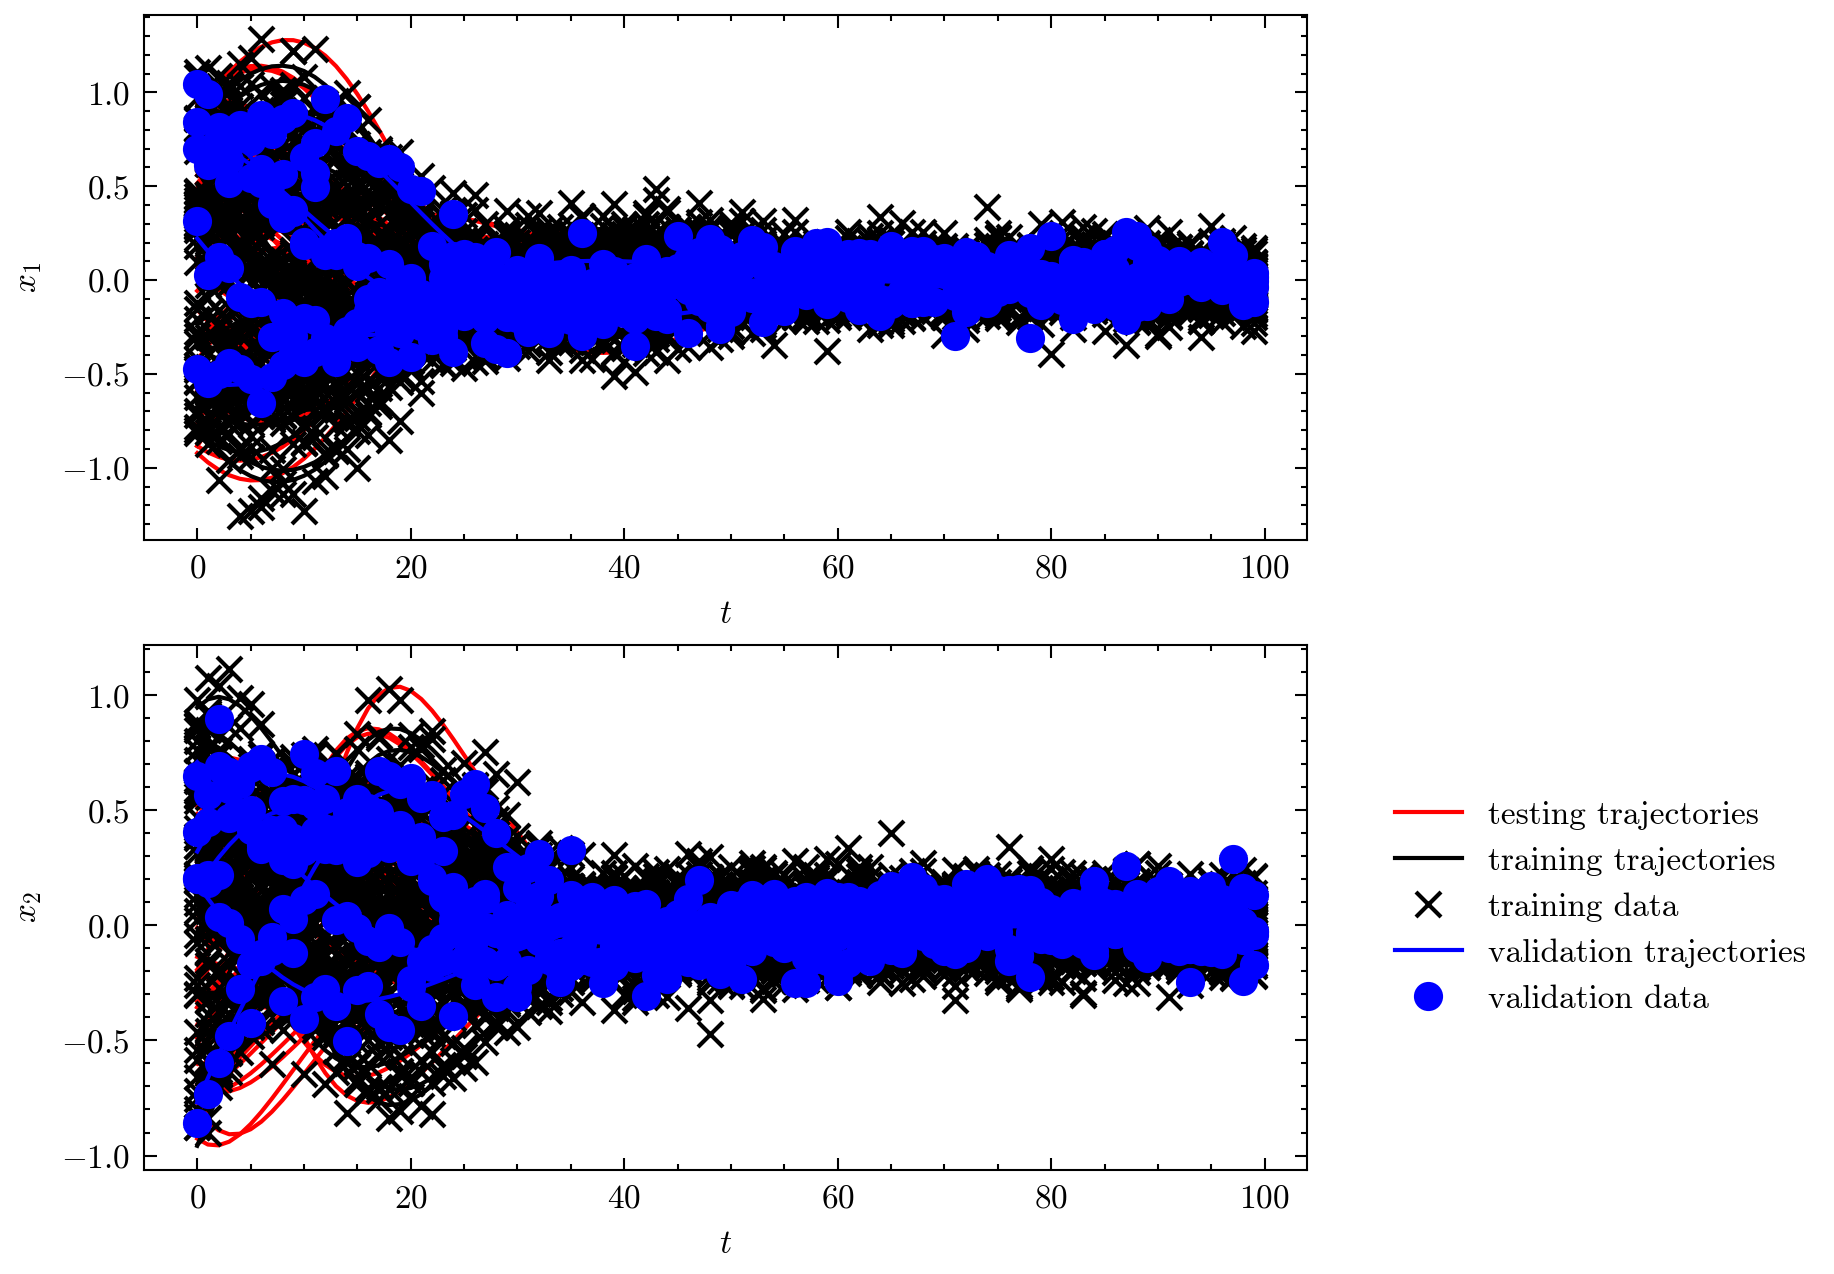 1.0
0.5
0.0
−0.5
−1.0
x₁
0 20 40 60 80 100
t
1.0
0.5
0.0
−0.5
−1.0
x₂
0 20 40 60 80 100
t
testing trajectories
training trajectories
training data
validation trajectories
validation data